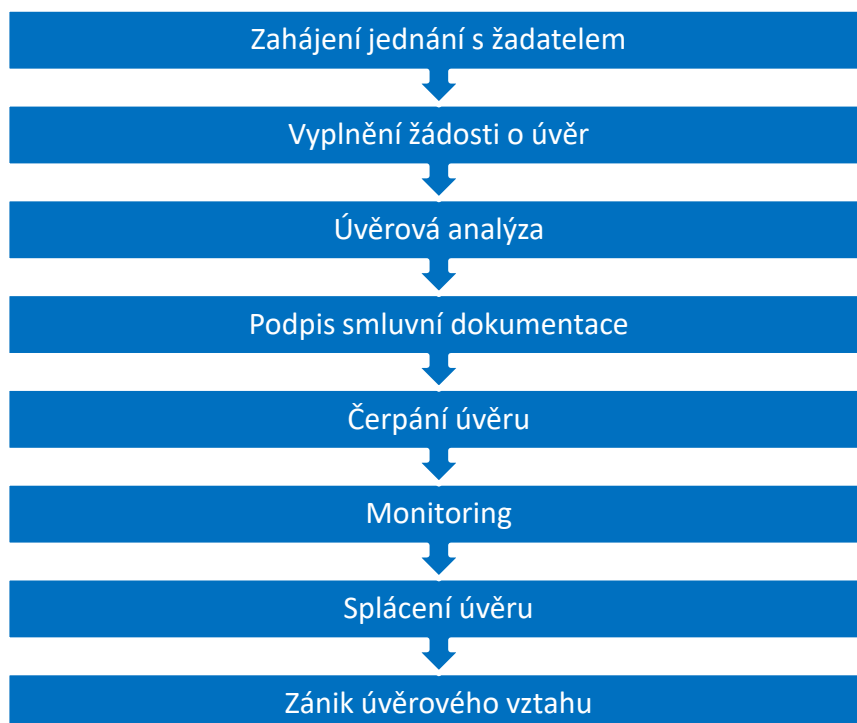 Zahájení jednání s žadatelem
Vyplnění žádosti o úvěr
Úvěrová analýza
Podpis smluvní dokumentace
Čerpání úvěru
Monitoring
Splácení úvěru
Zánik úvěrového vztahu